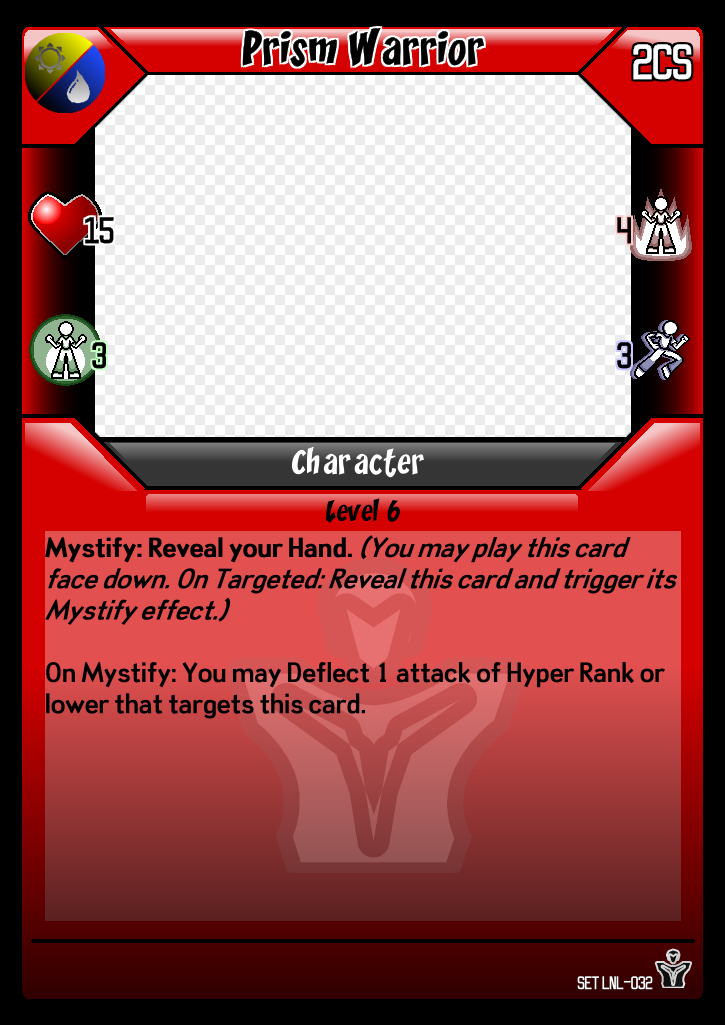 Prism Warrior
2CS
15
4
3
3
Character
Level 6
Mystify: Reveal your Hand. (You may play this card
face down. On Targeted: Reveal this card and trigger its
Mystify effect.)
On Mystify: You may Deflect 1 attack of Hyper Rank or
lower that targets this card.
SET LNL-032